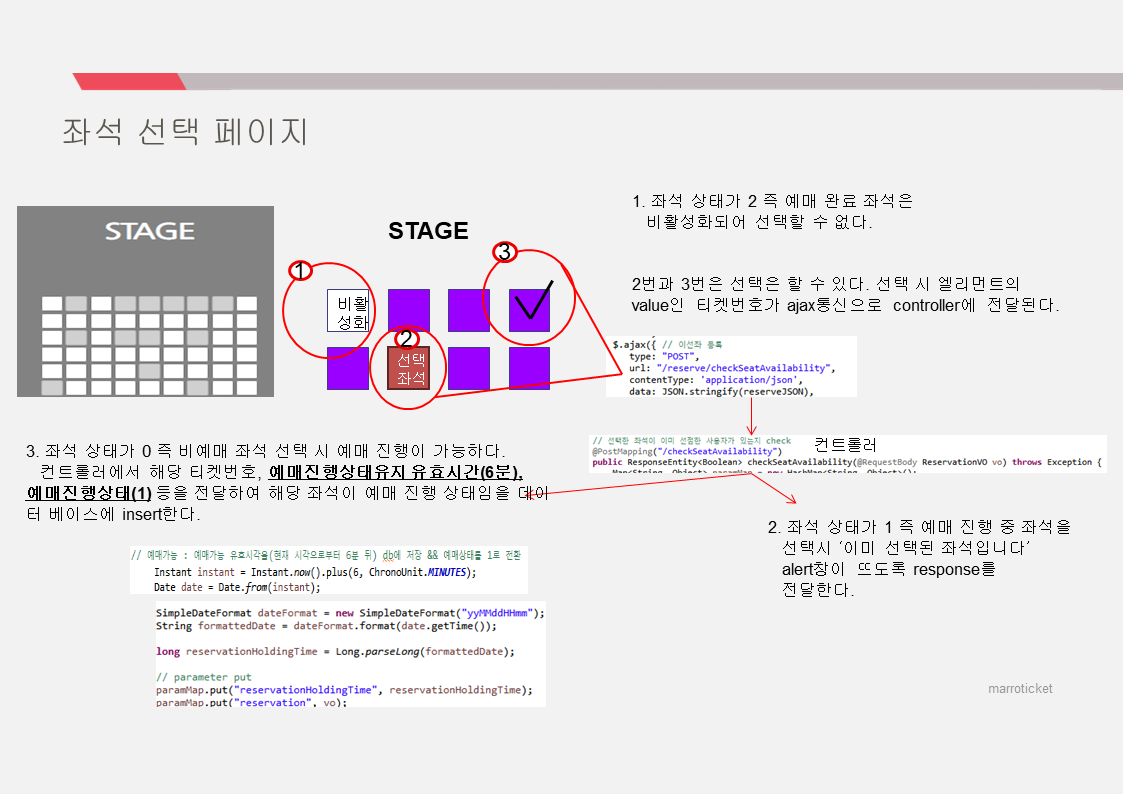 좌석 선택 페이지
STAGE
STAGE
1
비활
성화
2
선택
좌석
3
1. 좌석 상태가 2 즉 예매 완료 좌석은
비활성화되어 선택할 수 없다.
2번과 3번은 선택은 할 수 있다. 선택 시 엘리먼트의
value인 티켓번호가 ajax통신으로 controller에 전달된다.
$.ajax({ // 이선좌 등록
type: "POST",
url: "/reserve/checkSeatAvailability",
contentType: 'application/json',
data: JSON.stringify(reserveJSON),
// 선택한 좌석이 이미 선점한 사용자가 있는지 check
컨트롤러
@PostMapping("/checkSeatAvailability")
public ResponseEntity<Boolean> checkSeatAvailability(@RequestBody ReservationVO vo) throws Exception {
Map<String, Object> paramMap = new HashMap<String, Object>();
3. 좌석 상태가 0 즉 비예매 좌석 선택 시 예매 진행이 가능하다.
컨트롤러에서 해당 티켓번호, 예매진행상태유지 유효시간(6분),
예매진행상태(1) 등을 전달하여 해당 좌석이 예매 진행 상태임을 데이
터 베이스에 insert한다.
2. 좌석 상태가 1 즉 예매 진행 중 좌석을
선택시 ‘이미 선택된 좌석입니다’
alert창이 뜨도록 response를
전달한다.
// 예매가능 : 예매가능 유효시각을(현재 시각으로부터 6분 뒤) db에 저장 && 예매상태를 1로 전환
Instant instant = Instant.now().plus(6, ChronoUnit.MINUTES);
Date date = Date.from(instant);
SimpleDateFormat dateFormat = new SimpleDateFormat("yyMMddHHmm");
String formattedDate = dateFormat.format(date.getTime());
long reservationHoldingTime = Long.parseLong(formattedDate);
// parameter put
paramMap.put("reservationHoldingTime", reservationHoldingTime);
paramMap.put("reservation", vo);
marroticket